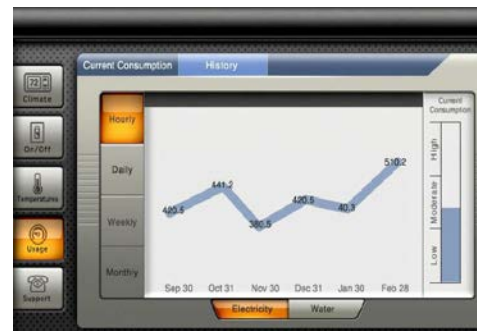 Current Consumption
History
72
Climate
On/Off
Temperatures
Usage
Support
Hourly
Daily
Weekly
Monthly
420.5
441.2
380.5
420.5
40.3
510.2
Sep 30
Oct 31
Nov 30
Dec 31
Jan 30
Feb 28
Electricity
Water
Current
Consumption
High
Moderate
Low